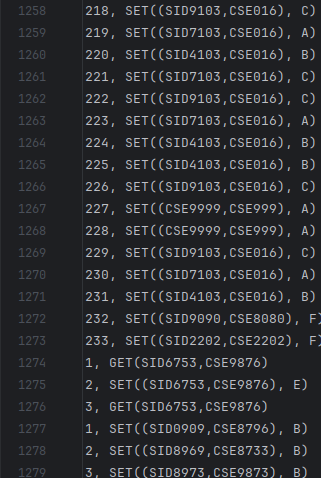 1258 218, SET((SID9103,CSE016), C)
1259 219, SET((SID7103,CSE016), A)
1260 220, SET((SID4103,CSE016), B)
1261 221, SET((SID7103,CSE016), C)
1262 222, SET((SID9103,CSE016), C)
1263 223, SET((SID7103,CSE016), A)
1264 224, SET((SID4103,CSE016), B)
1265 225, SET((SID4103,CSE016), B)
1266 226, SET((SID9103,CSE016), C)
1267 227, SET((CSE9999,CSE999), A)
1268 228, SET((CSE9999,CSE999), A)
1269 229, SET((SID9103,CSE016), C)
1270 230, SET((SID7103,CSE016), A)
1271 231, SET((SID4103,CSE016), B)
1272 232, SET((SID9090,CSE8080), F)
1273 233, SET((SID2202,CSE2202), F)
1274 1, GET(SID6753,CSE9876)
1275 2, SET((SID6753,CSE9876), E)
1276 3, GET(SID6753,CSE9876)
1277 1, SET((SID0909,CSE8796), B)
1278 2, SET((SID8969,CSE8733), B)
1279 3, SET((SID8973,CSE9873), B)